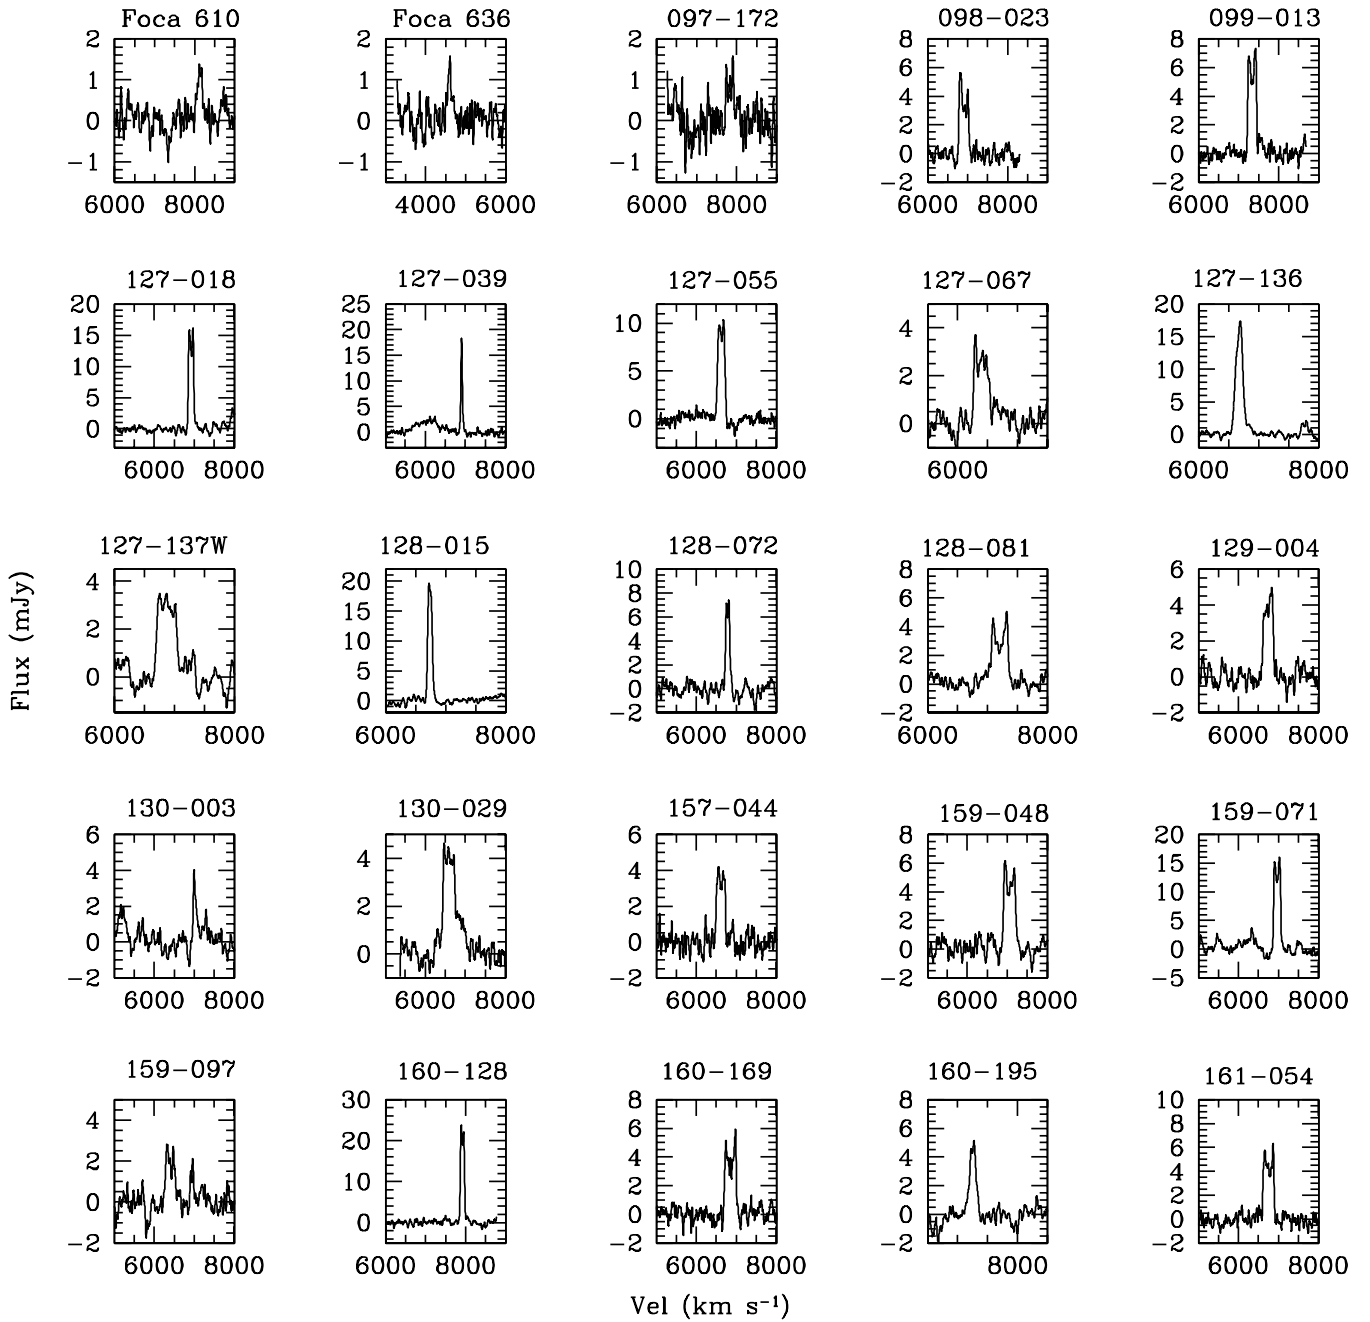 Foca 610 Foca 636 097−172 098−023 099−013
2 2 2 8 8
1 1 1 6 6
0 0 0 4 4
−1 −1 −1 2 2
0 0
−2 −2
6000 8000 4000 6000 6000 8000 6000 8000 6000 8000
127−018 127−039 127−055 127−067 127−136
20 25 10 4 20
15 20 5 2 15
10 15 0 0 10
5 10 5
0 5 0
0
6000 8000 6000 8000 6000 8000 6000 6000 8000
127−137W 128−015 128−072 128−081 129−004
4 20 10 8 6
2 15 8 6 4
0 10 6 4 2
5 4 2 0
0 2 0 −2
0 −2
−2
6000 8000 6000 8000 6000 8000 6000 8000 6000 8000
130−003 130−029 157−044 159−048 159−071
6 4 6 8 20
4 2 4 6 15
2 0 2 4 10
0 0 2 5
−2 −2 0 0
−2 −5
6000 8000 6000 8000 6000 8000 6000 8000 6000 8000
159−097 160−128 160−169 160−195 161−054
4 30 8 8 10
2 20 6 6 8
0 10 4 4 6
−2 0 2 2 4
0 0 2
−2 −2 0
−2
6000 8000 6000 8000 6000 8000 8000 6000 8000
Flux (mJy)
Vel (km s⁻¹)